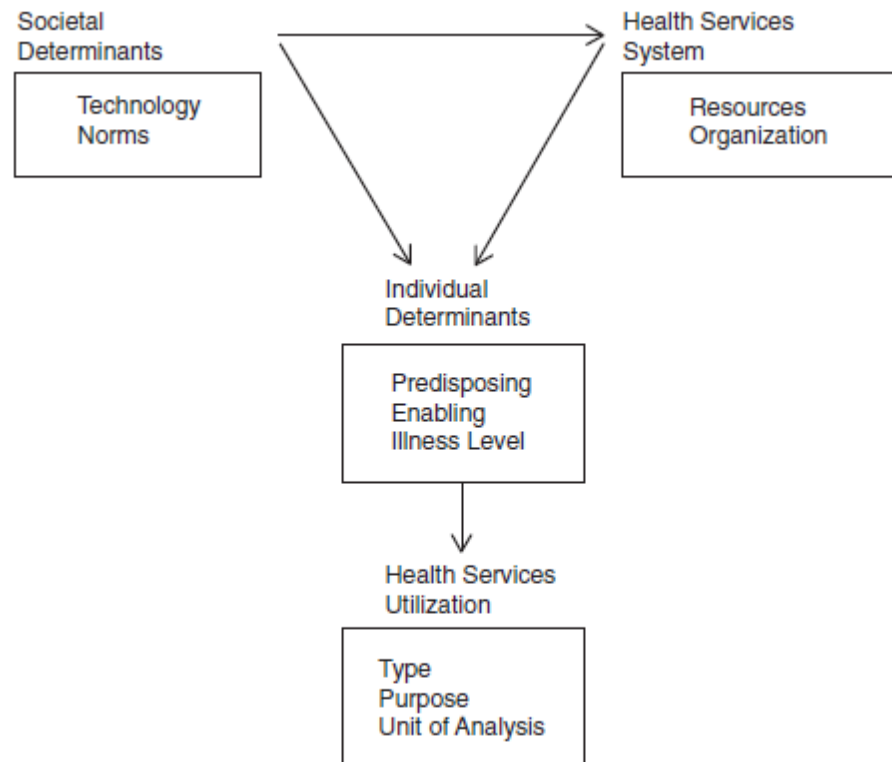 Societal
Determinants
Technology
Norms
Health Services
System
Resources
Organization
Individual
Determinants
Predisposing
Enabling
Illness Level
Health Services
Utilization
Type
Purpose
Unit of Analysis